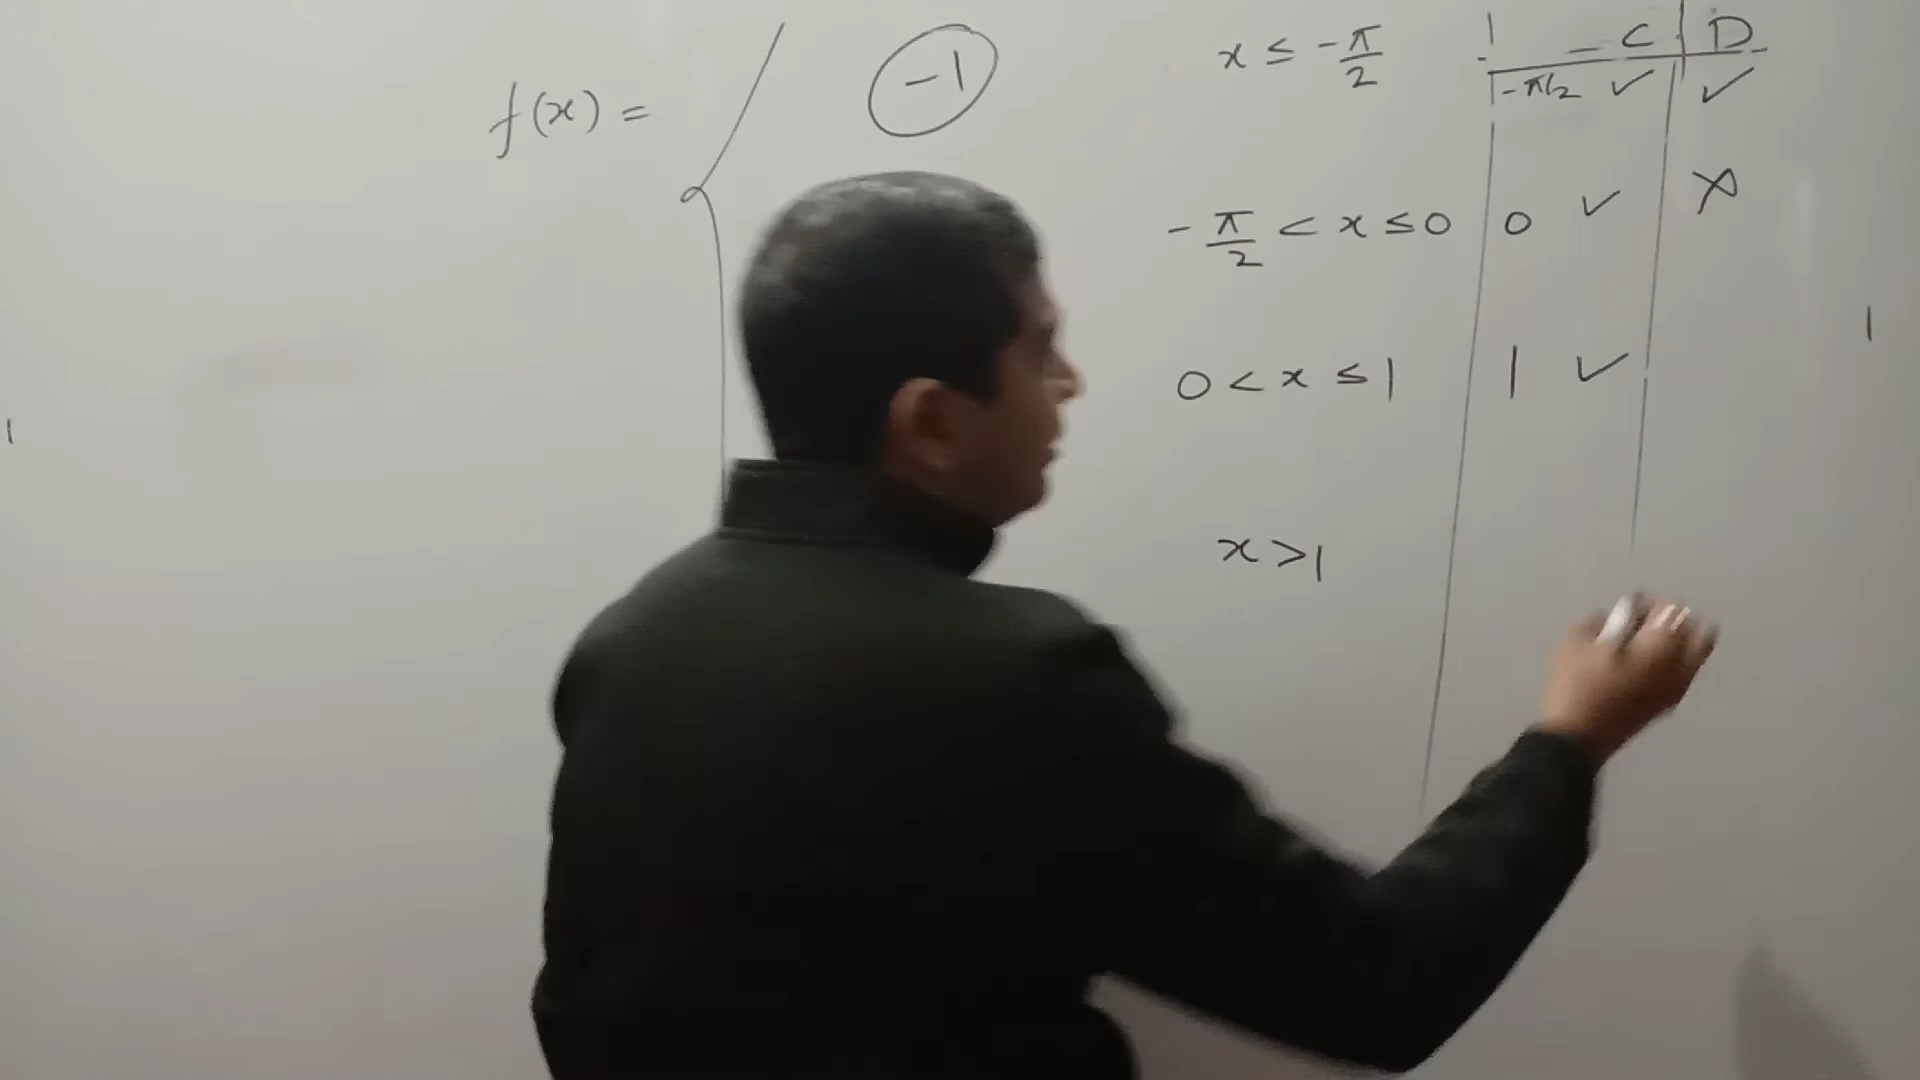 f(x) = -1 x ≤ -π/2
C D
-π/2 ✓ ✓
-π/2 < x ≤ 0 0 ✓ ✗
0 < x ≤ 1 1 ✓
x > 1